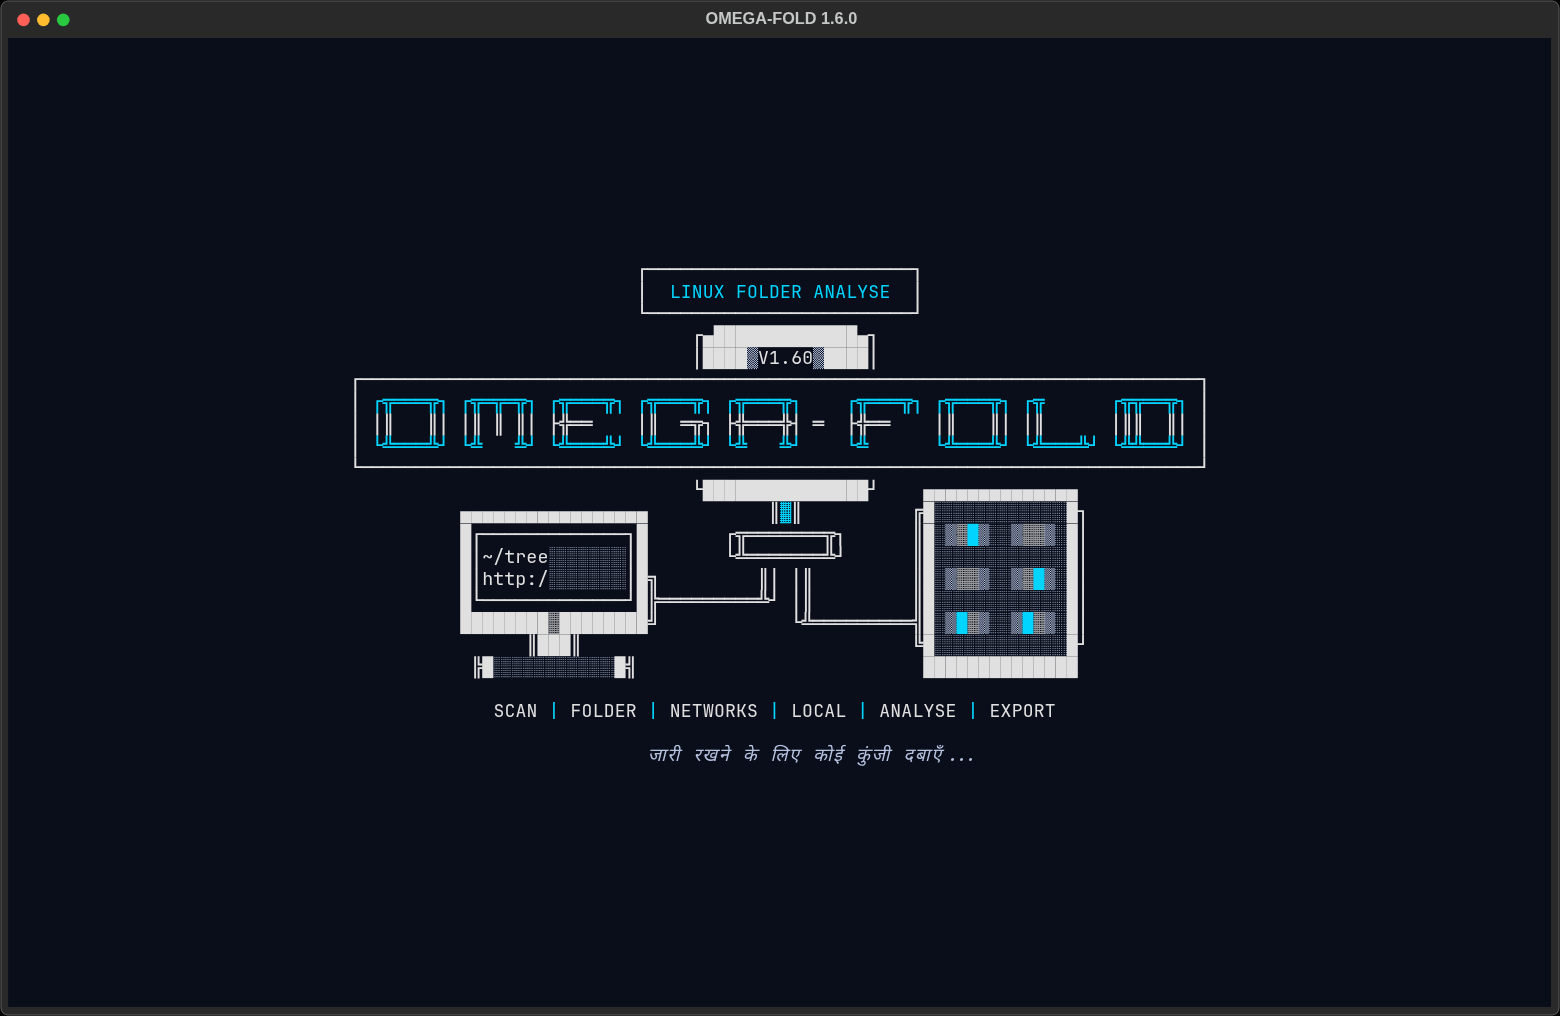 OMEGA-FOLD 1.6.0
LINUX FOLDER ANALYSE
V1.60
OMEGA-FOLD
~/tree
http:/
SCAN | FOLDER | NETWORKS | LOCAL | ANALYSE | EXPORT
जारी रखने के लिए कोई कुंजी दबाएँ ...